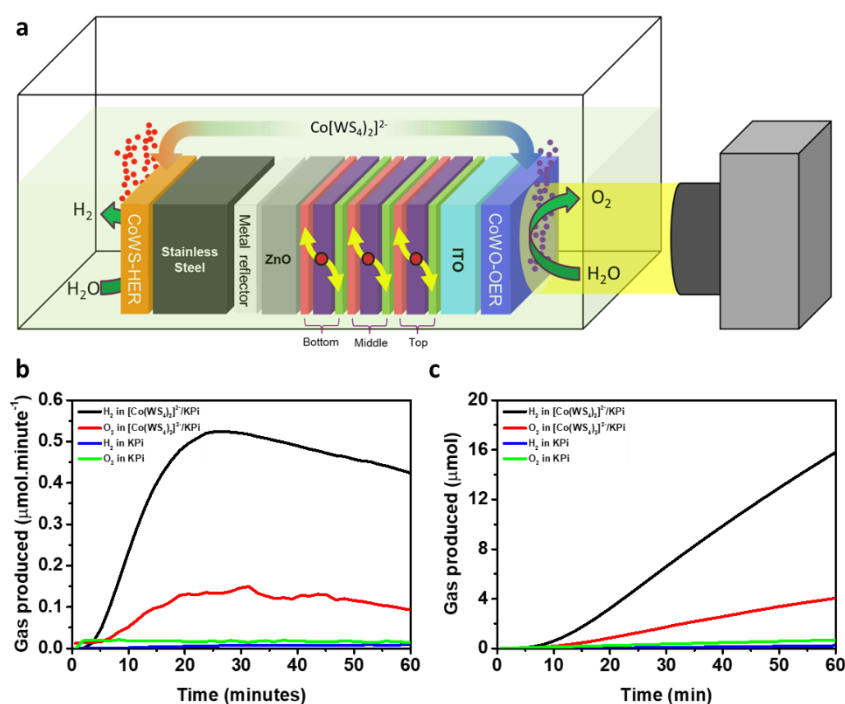 a
Co[WS₄)₂]²⁻
H₂
H₂O
CoWS-HER
Stainless
Steel
Metal reflector
ZnO
ITO
CoWO-OER
O₂
H₂O
Bottom
Middle
Top
b
H₂ in [Co(WS₄)₂]²⁻/KPi
O₂ in [Co(WS₄)₂]²⁻/KPi
H₂ in KPi
O₂ in KPi
Gas produced (μmol.minute⁻¹)
0.6
0.5
0.4
0.3
0.2
0.1
0.0
0 10 20 30 40 50 60
Time (minutes)
c
H₂ in [Co(WS₄)₂]²⁻/KPi
O₂ in [Co(WS₄)₂]²⁻/KPi
H₂ in KPi
O₂ in KPi
Gas produced (μmol)
20
16
12
8
4
0
0 10 20 30 40 50 60
Time (min)